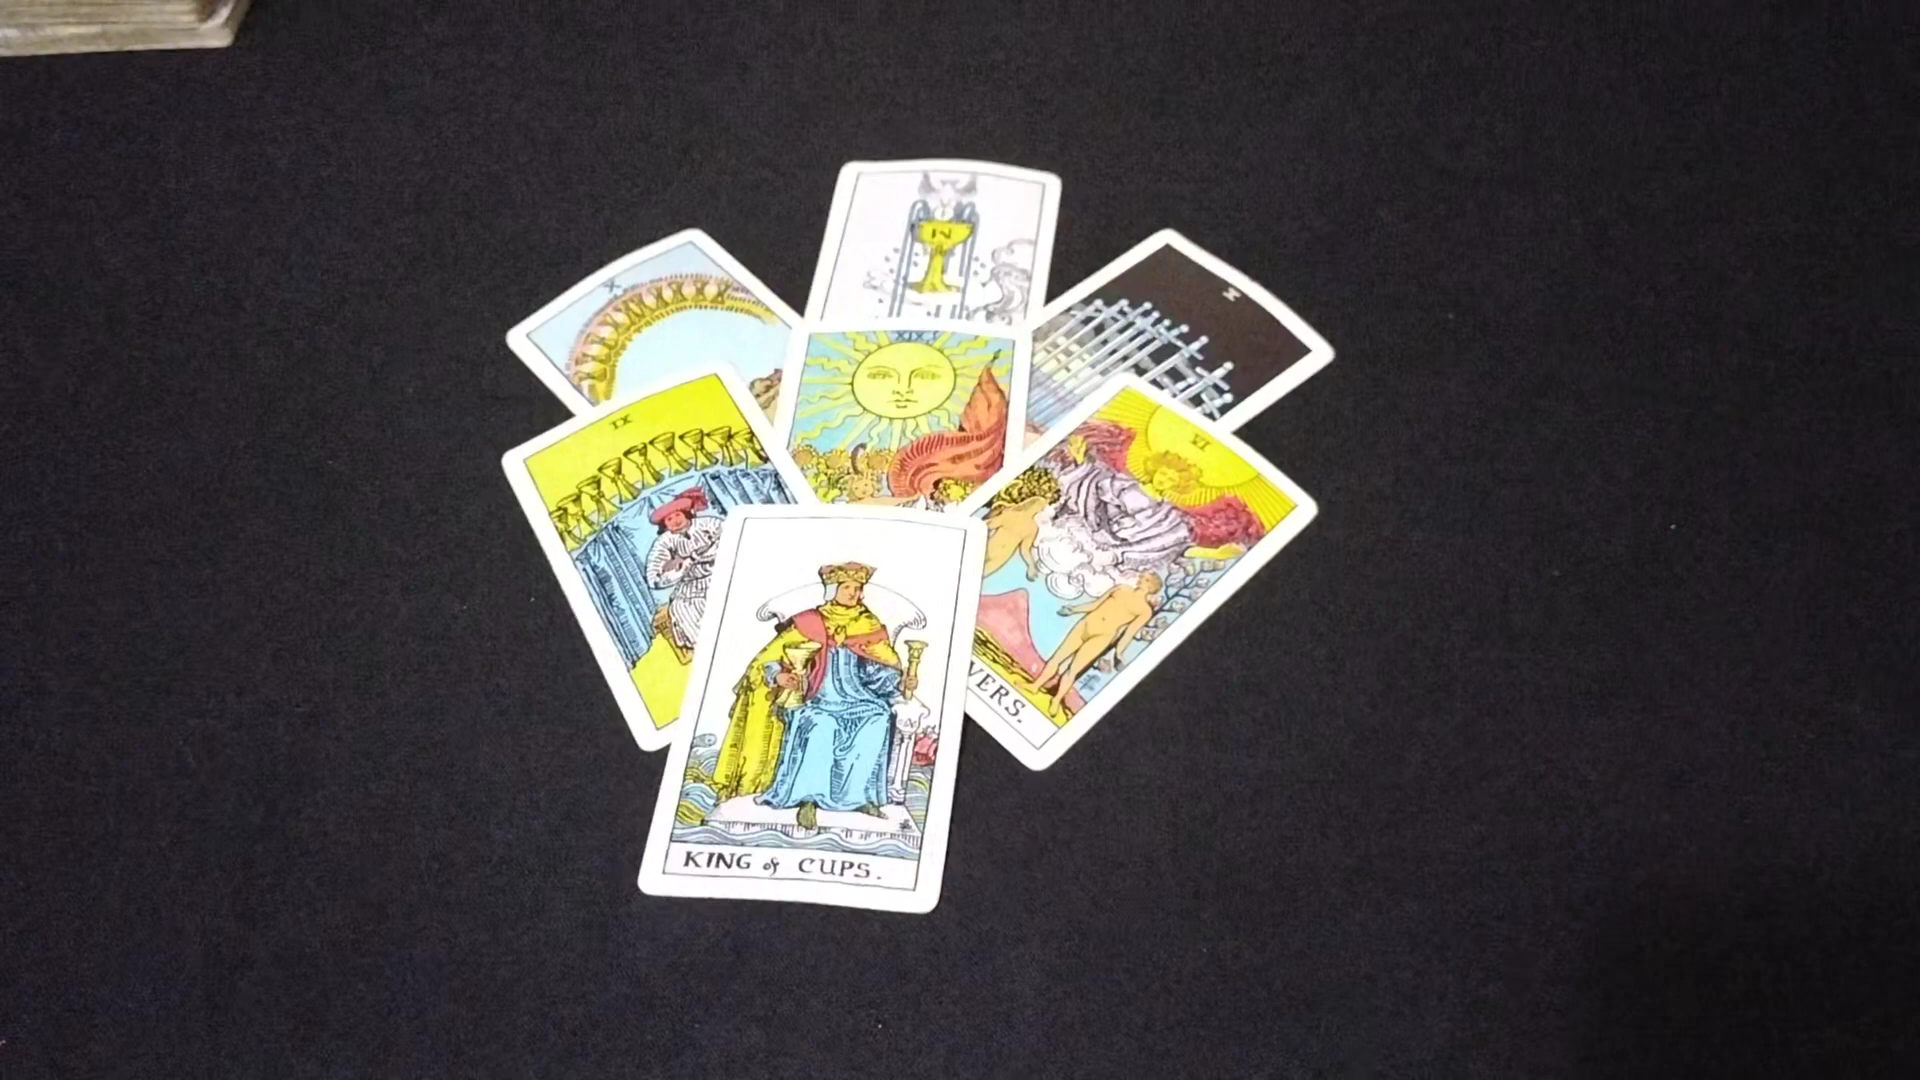 X
XIX.
IX
VI
VERS.
KING of CUPS.